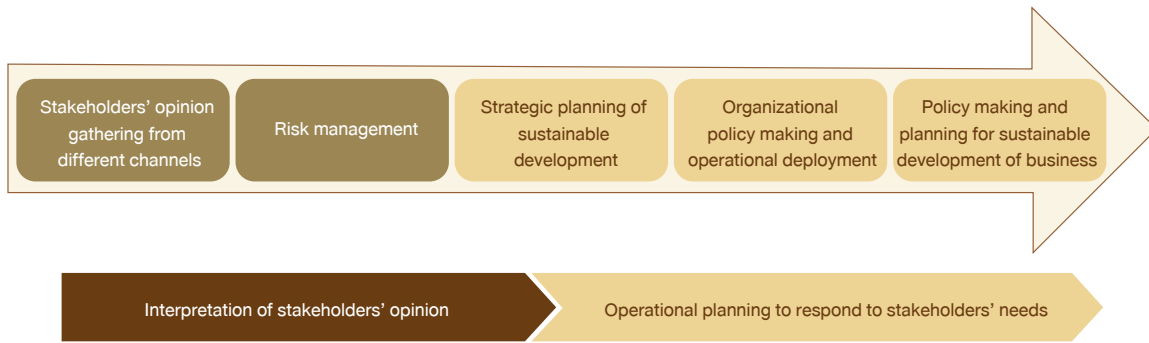 Stakeholders’ opinion
gathering from
different channels
Risk management
Strategic planning of
sustainable
development
Organizational
policy making and
operational deployment
Policy making and
planning for sustainable
development of business
Interpretation of stakeholders’ opinion
Operational planning to respond to stakeholders’ needs